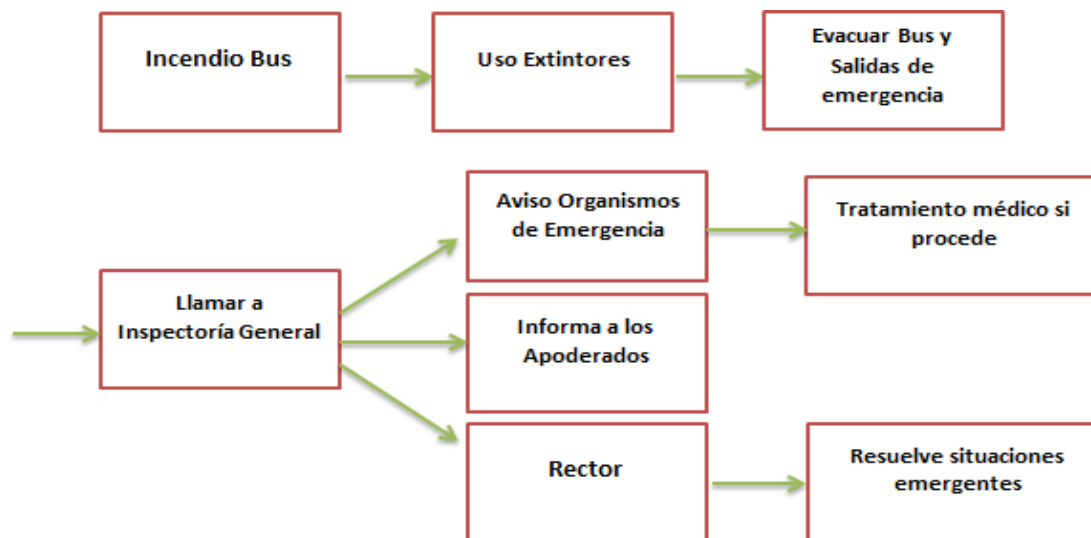 Incendio Bus
Uso Extintores
Evacuar Bus y
Salidas de
emergencia
Aviso Organismos
de Emergencia
Tratamiento médico si
procede
Llamar a
Inspectoría General
Informa a los
Apoderados
Rector
Resuelve situaciones
emergentes